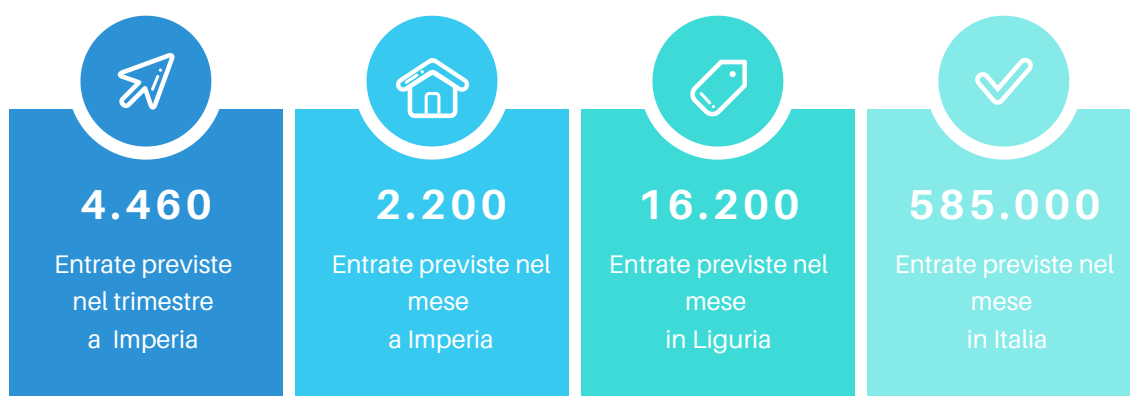 4.460
Entrate previste
nel trimestre
a Imperia
2.200
Entrate previste nel
mese
a Imperia
16.200
Entrate previste nel
mese
in Liguria
585.000
Entrate previste nel
mese
in Italia